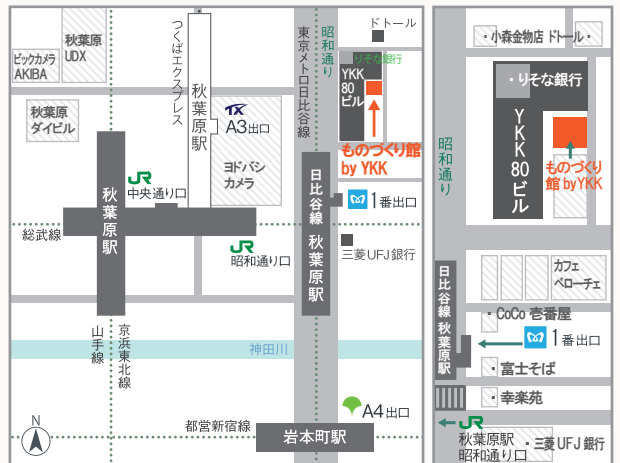 ビックカメラ
AKIBA
秋葉原
UDX
つくばエクスプレス
秋葉原駅
東京メトロ日比谷線
昭和通り
ドトール
りそな銀行
YKK
80
ビル
秋葉原
ダイビル
TX
A3出口
ヨドバシ
カメラ
ものづくり館
by YKK
JR
中央通り口
秋葉原駅
総武線
日比谷線 秋葉原駅
1番出口
JR
昭和通り口
三菱UFJ銀行
山手線
京浜東北線
神田川
都営新宿線
A4出口
岩本町駅
N
小森金物店
ドトール
りそな銀行
YKK80ビル
昭和通り
ものづくり
館 by YKK
カフェ
ベローチェ
日比谷線 秋葉原駅
CoCo 壱番屋
1番出口
富士そば
幸楽苑
JR
秋葉原駅
昭和通り口
三菱UFJ銀行